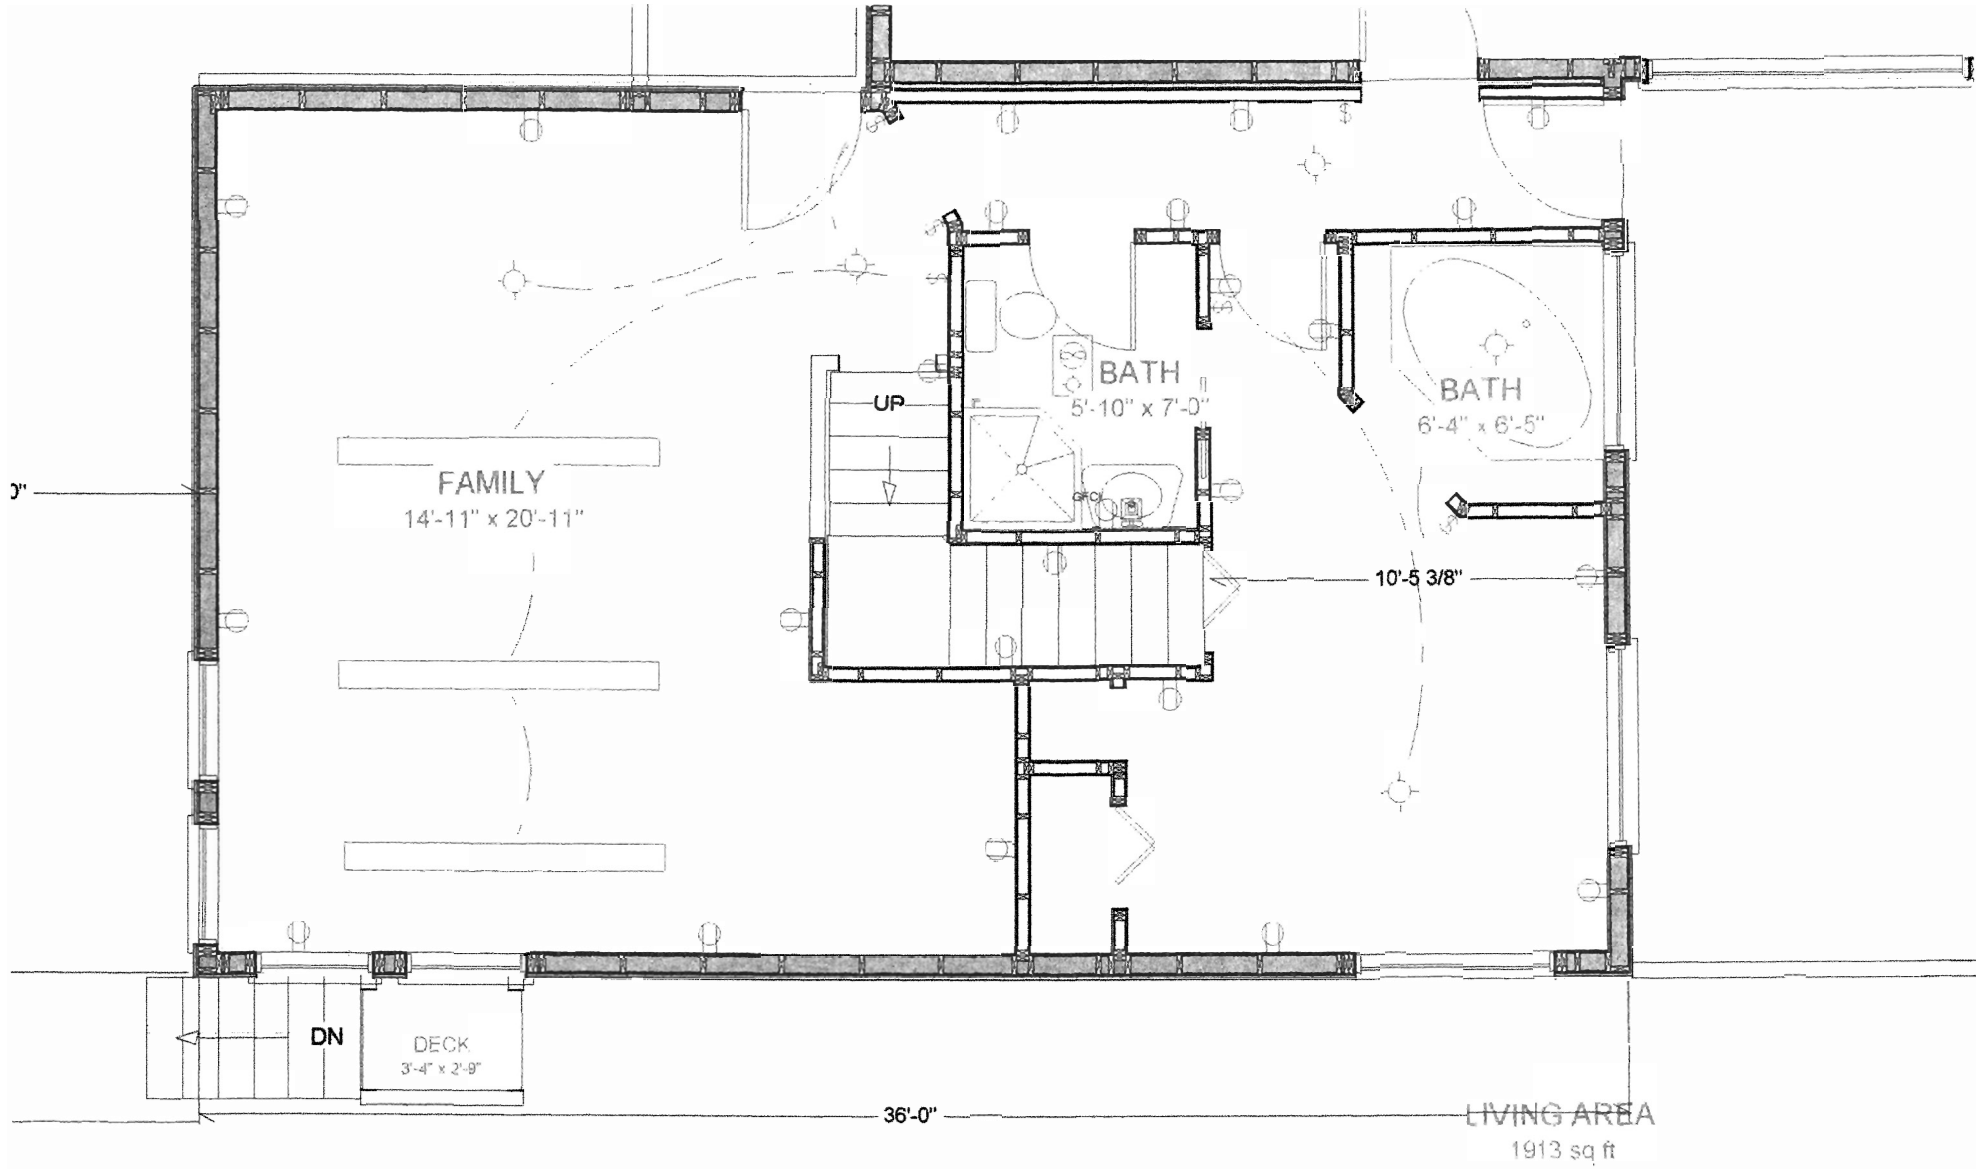 UP
BATH
5'-10" x 7'-0"
BATH
6'-4" x 6'-5"
FAMILY
14'-11" x 20'-11"
GFCI
10'-5 3/8"
DN
DECK
3'-4" x 2'-9"
36'-0"
LIVING AREA
1913 sq ft